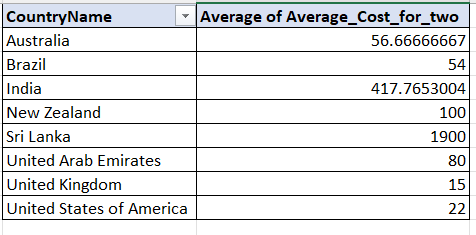 CountryName Average of Average_Cost_for_two
Australia 56.66666667
Brazil 54
India 417.7653004
New Zealand 100
Sri Lanka 1900
United Arab Emirates 80
United Kingdom 15
United States of America 22